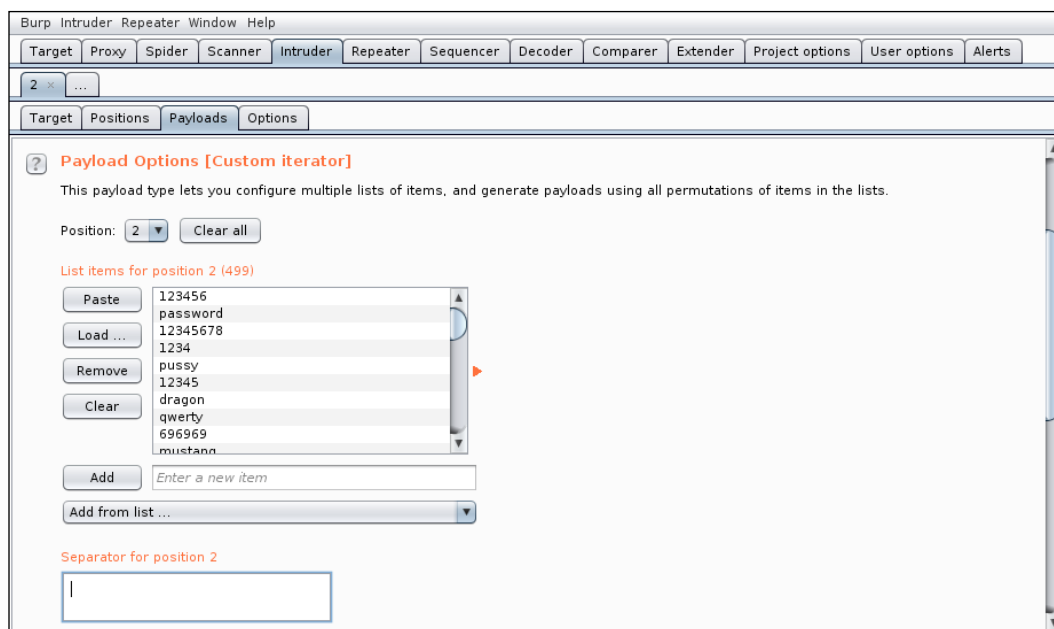 Burp Intruder Repeater Window Help
Target Proxy Spider Scanner Intruder Repeater Sequencer Decoder Comparer Extender Project options User options Alerts
2 × ...
Target Positions Payloads Options
? Payload Options [Custom iterator]
This payload type lets you configure multiple lists of items, and generate payloads using all permutations of items in the lists.
Position: 2 Clear all
List items for position 2 (499)
Paste
Load ...
Remove
Clear
123456
password
12345678
1234
pussy
12345
dragon
qwerty
696969
mustang
Add Enter a new item
Add from list ...
Separator for position 2